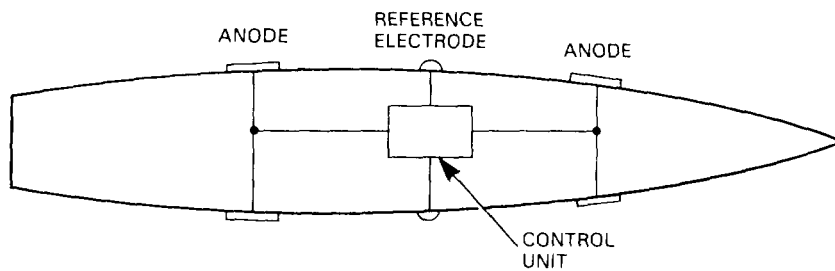 ANODE
REFERENCE
ELECTRODE
ANODE
CONTROL
UNIT